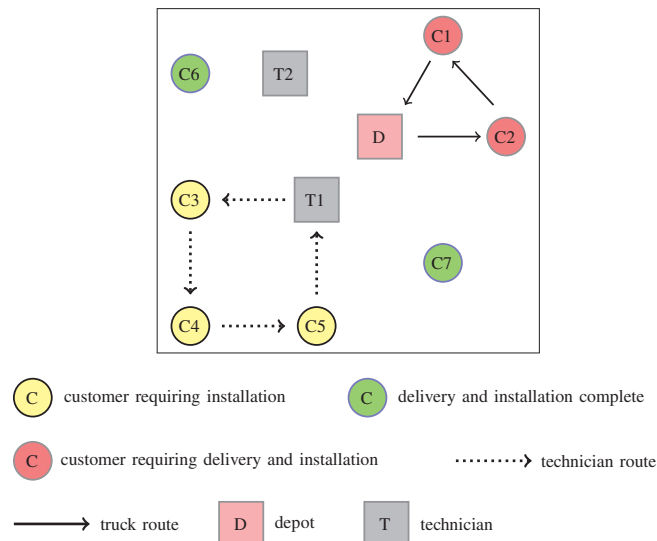 C1
C6
T2
D
C2
C3
T1
C7
C4
C5
C customer requiring installation
C delivery and installation complete
C customer requiring delivery and installation
technician route
truck route
D depot
T technician